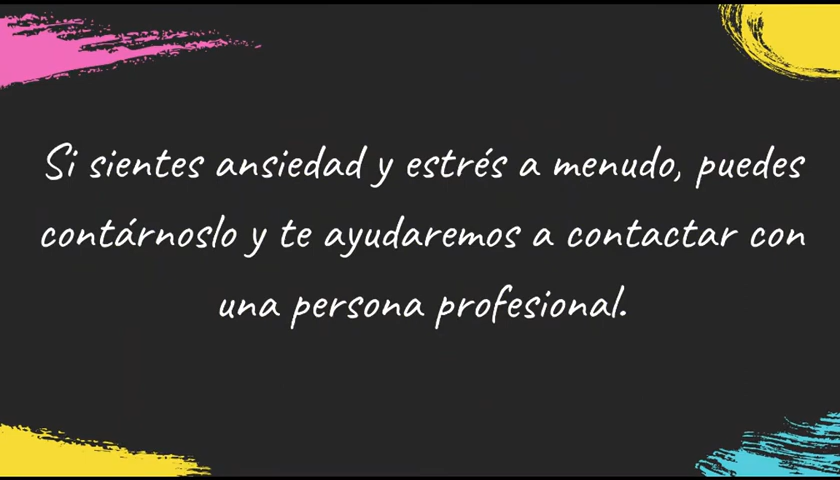 Si sientes ansiedad y estrés a menudo, puedes
contárnoslo y te ayudaremos a contactar con
una persona profesional.